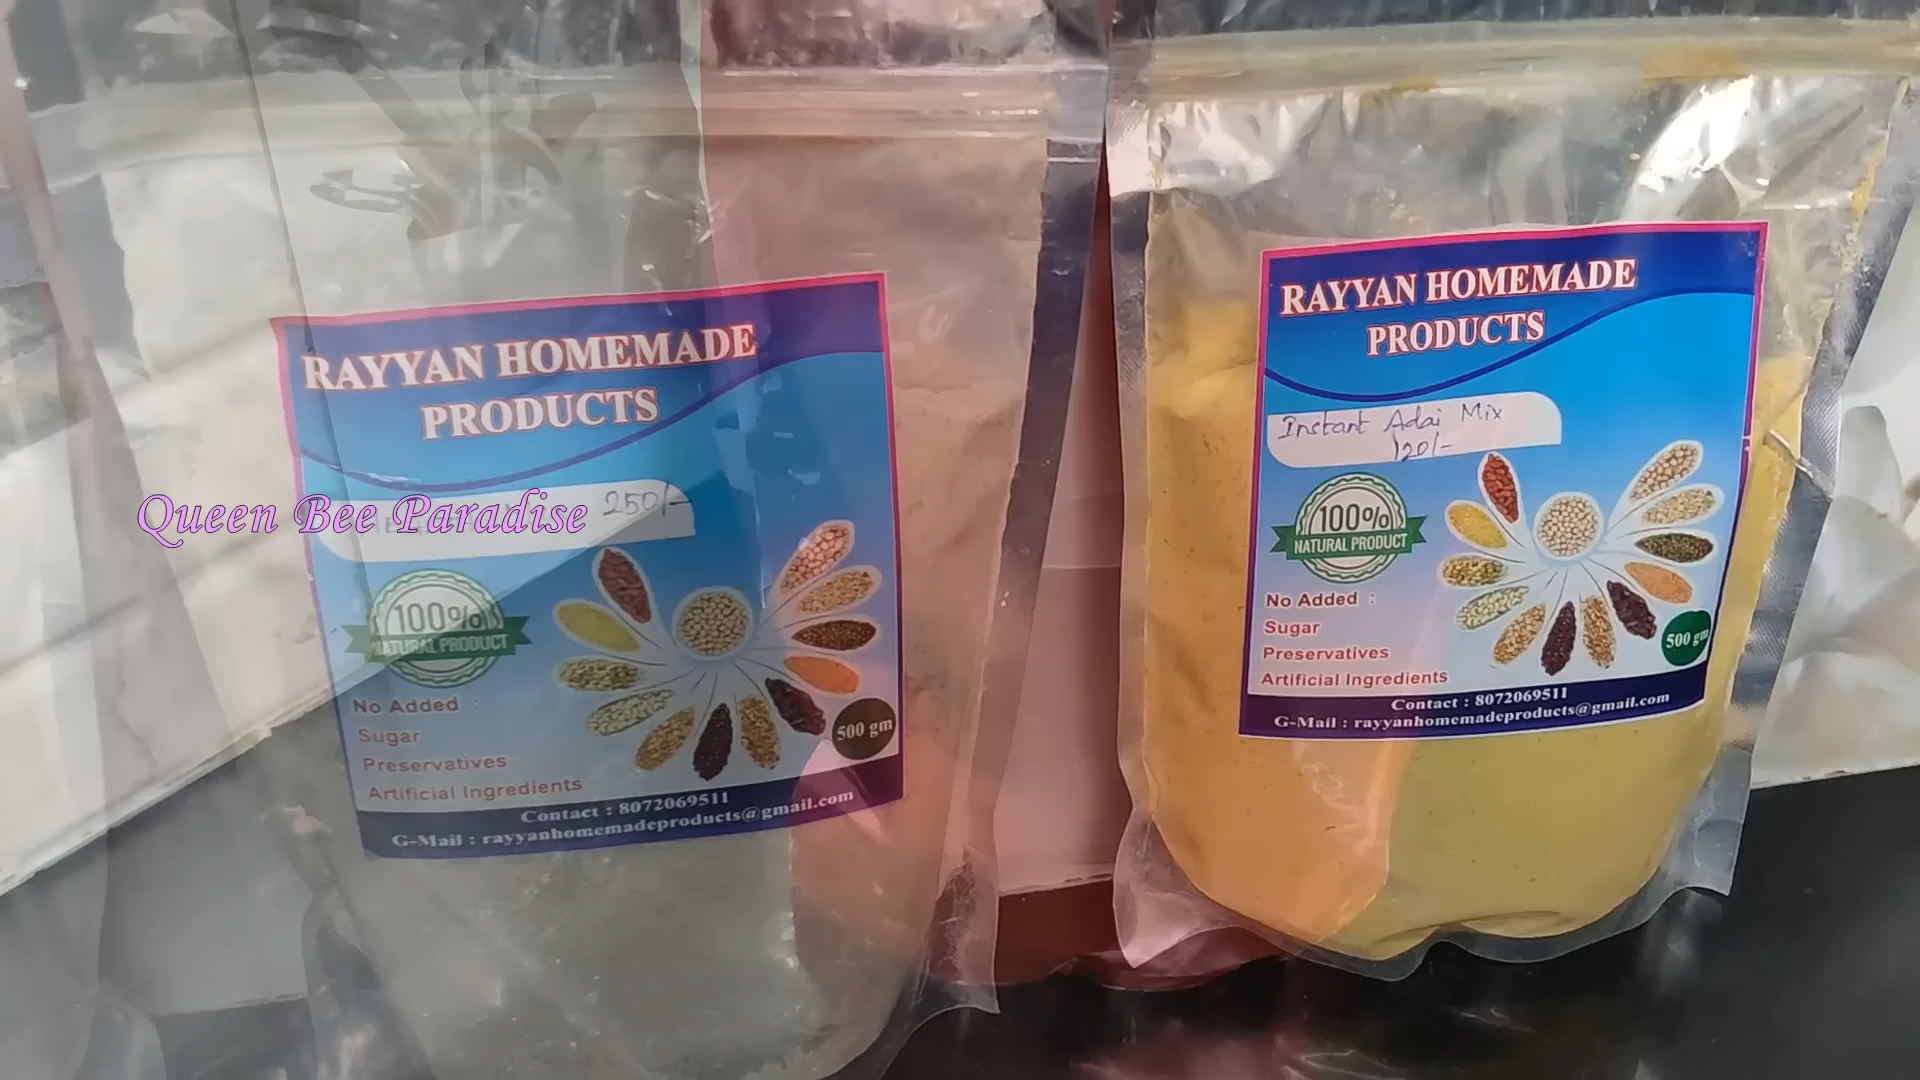 RAYYAN HOMEMADE
PRODUCTS
250/-
Queen Bee Paradise
100%
NATURAL PRODUCT
No Added :
Sugar
Preservatives
Artificial Ingredients
500 gm
Contact : 8072069511
G-Mail : rayyanhomemadeproducts@gmail.com
RAYYAN HOMEMADE
PRODUCTS
Instant Adai Mix
120/-
100%
NATURAL PRODUCT
No Added :
Sugar
Preservatives
Artificial Ingredients
500 gm
Contact : 8072069511
G-Mail : rayyanhomemadeproducts@gmail.com